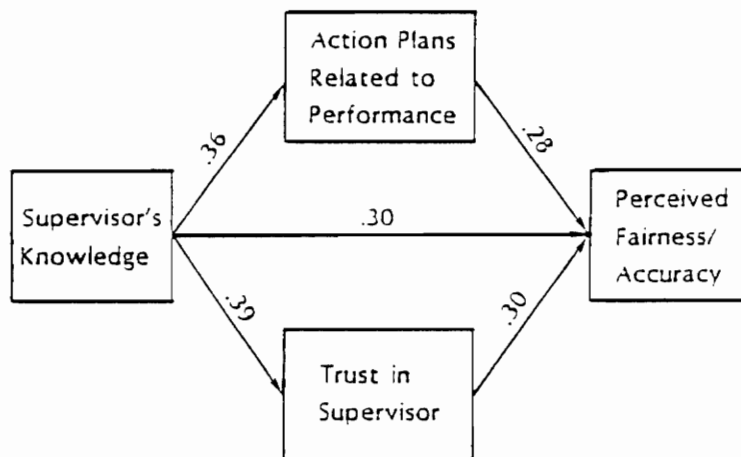 Action Plans
Related to
Performance
.36
.28
Supervisor's
Knowledge
.30
Perceived
Fairness/
Accuracy
.39
.30
Trust in
Supervisor